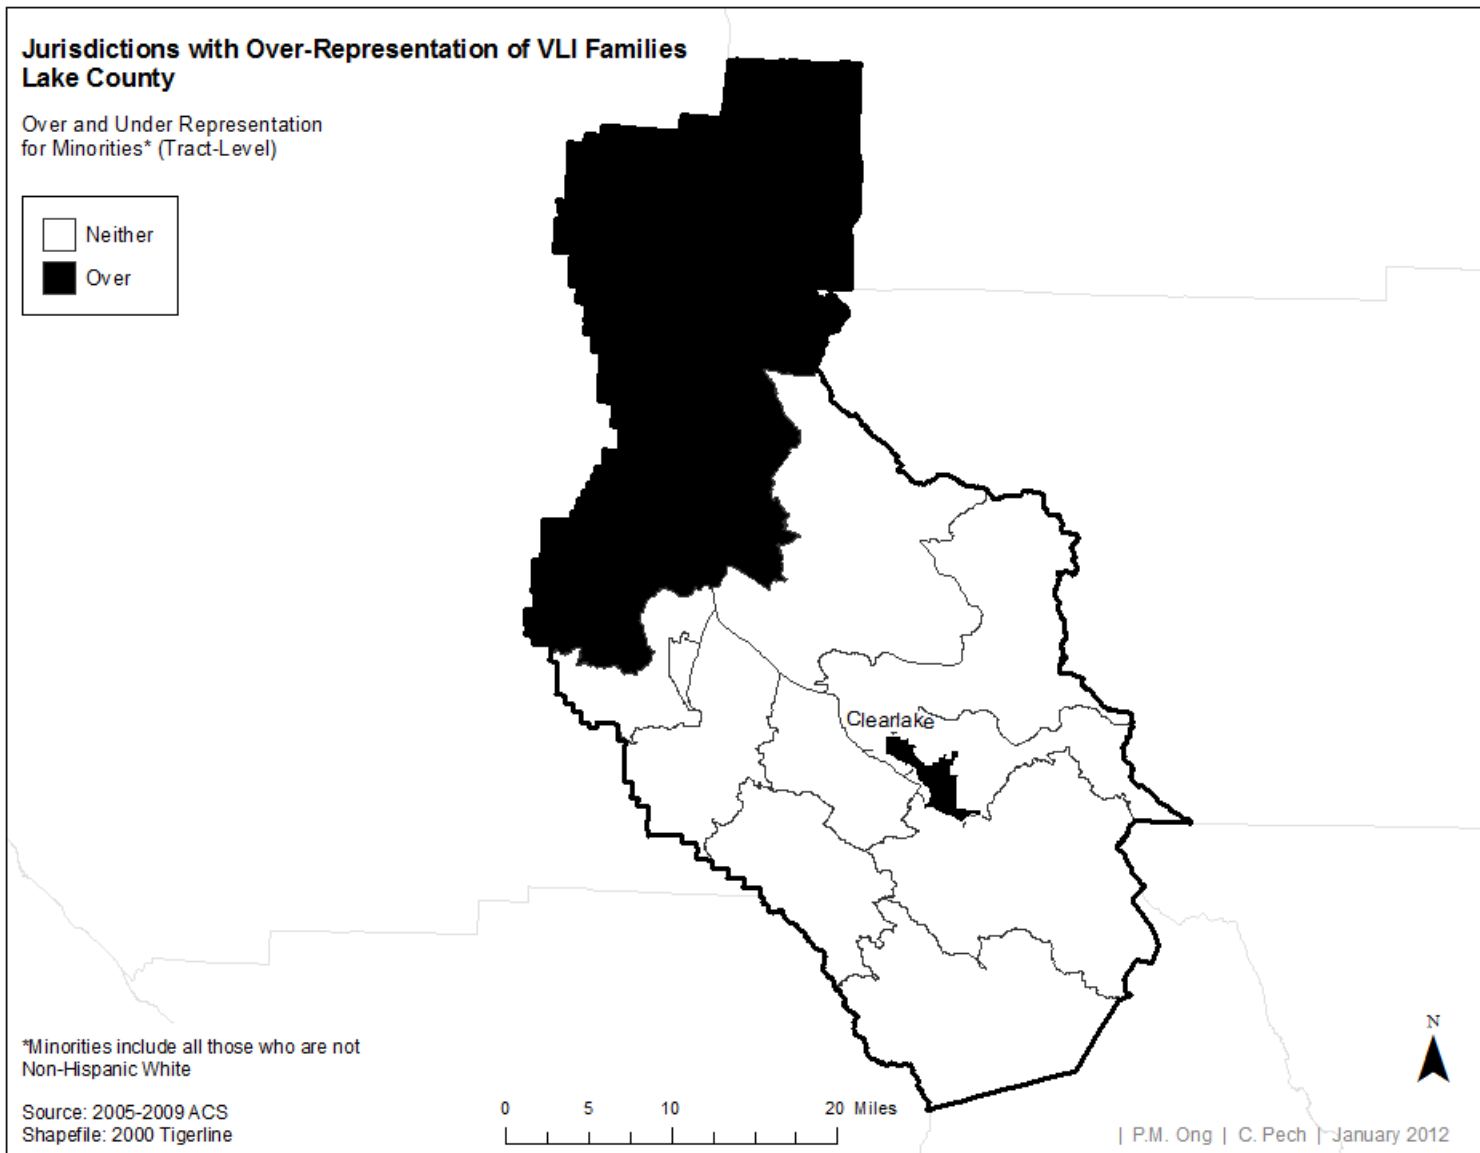 Jurisdictions with Over-Representation of VLI Families
Lake County
Over and Under Representation
for Minorities* (Tract-Level)
Neither
Over
Clearlake
N
*Minorities include all those who are not
Non-Hispanic White
Source: 2005-2009 ACS
Shapefile: 2000 Tigerline
0 5 10 20 Miles
| P.M. Ong | C. Pech | January 2012